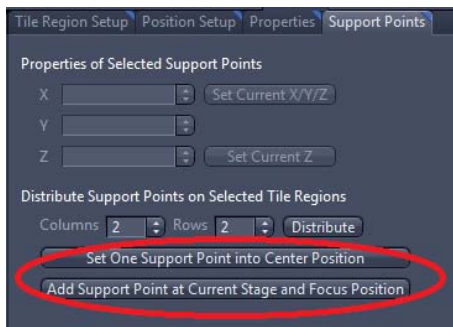 Tile Region Setup Position Setup Properties Support Points
Properties of Selected Support Points
X Set Current X/Y/Z
Y
Z Set Current Z
Distribute Support Points on Selected Tile Regions
Columns 2 Rows 2 Distribute
Set One Support Point into Center Position
Add Support Point at Current Stage and Focus Position